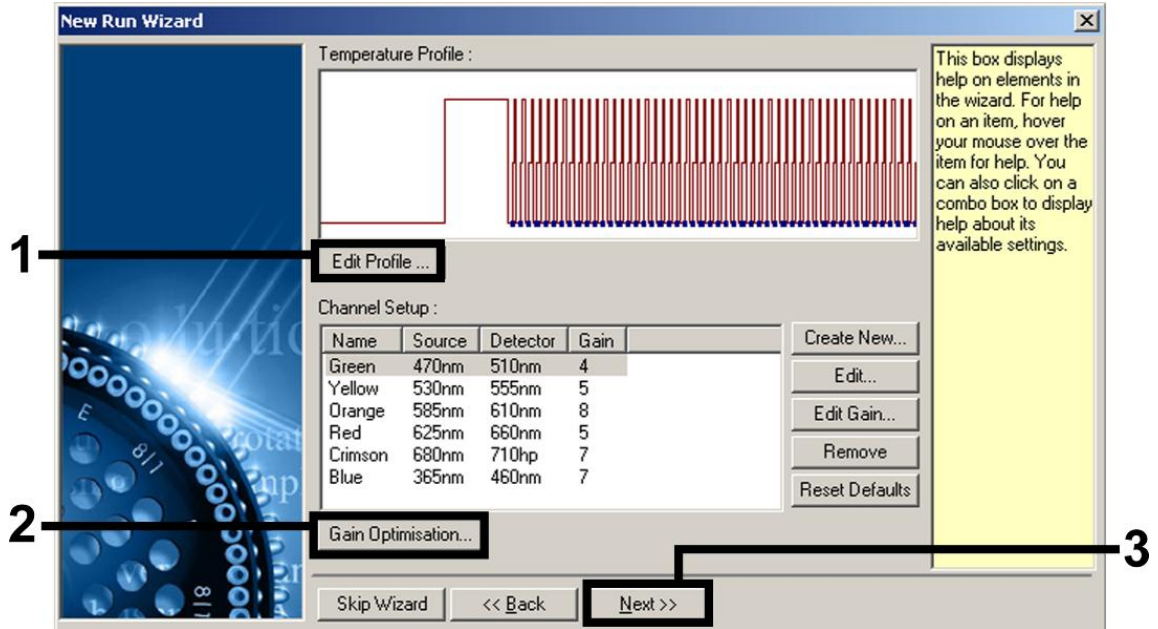 New Run Wizard
Temperature Profile :
This box displays
help on elements in
the wizard. For help
on an item, hover
your mouse over the
item for help. You
can also click on a
combo box to display
help about its
available settings.
1
Edit Profile ...
Channel Setup :
Name Source Detector Gain
Green 470nm 510nm 4
Yellow 530nm 555nm 5
Orange 585nm 610nm 8
Red 625nm 660nm 5
Crimson 680nm 710hp 7
Blue 365nm 460nm 7
Create New...
Edit...
Edit Gain...
Remove
Reset Defaults
2
Gain Optimisation...
3
Skip Wizard
<< Back
Next >>
E
8/1
8/1